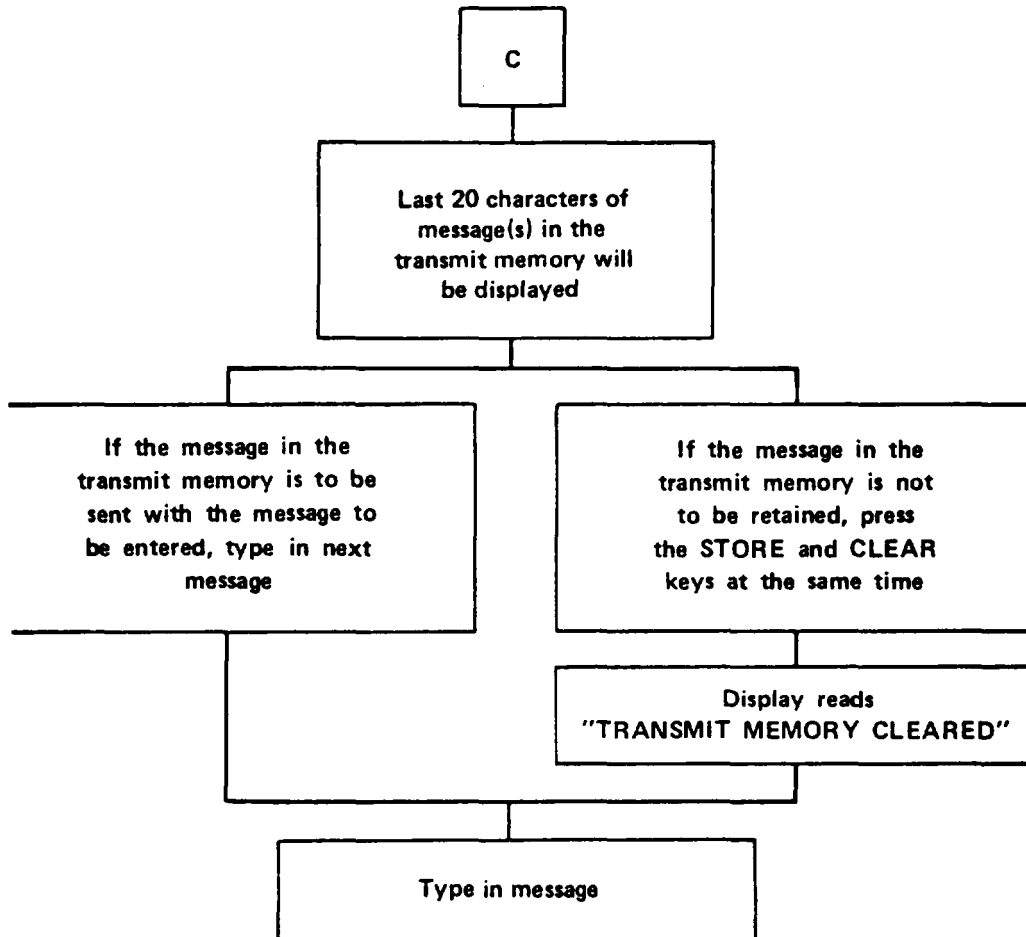 C
Last 20 characters of
message(s) in the
transmit memory will
be displayed
If the message in the
transmit memory is to be
sent with the message to
be entered, type in next
message
If the message in the
transmit memory is not
to be retained, press
the STORE and CLEAR
keys at the same time
Display reads
"TRANSMIT MEMORY CLEARED"
Type in message